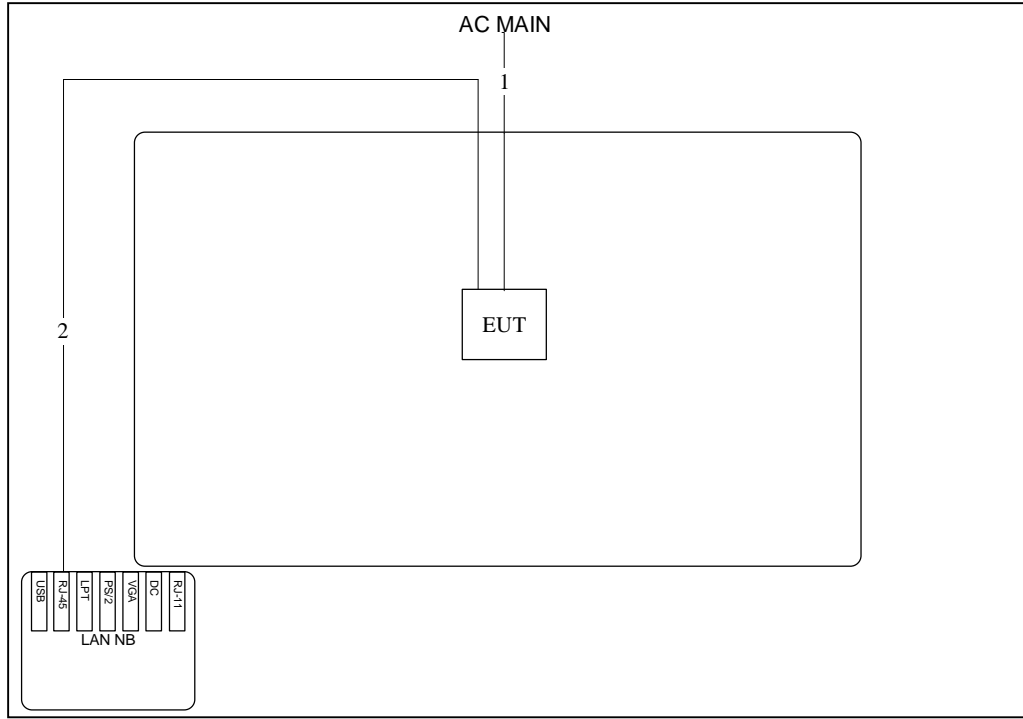 AC MAIN
1
EUT
2
USB
RJ-45
LPT
PS/2
VGA
DC
RJ-11
LAN NB